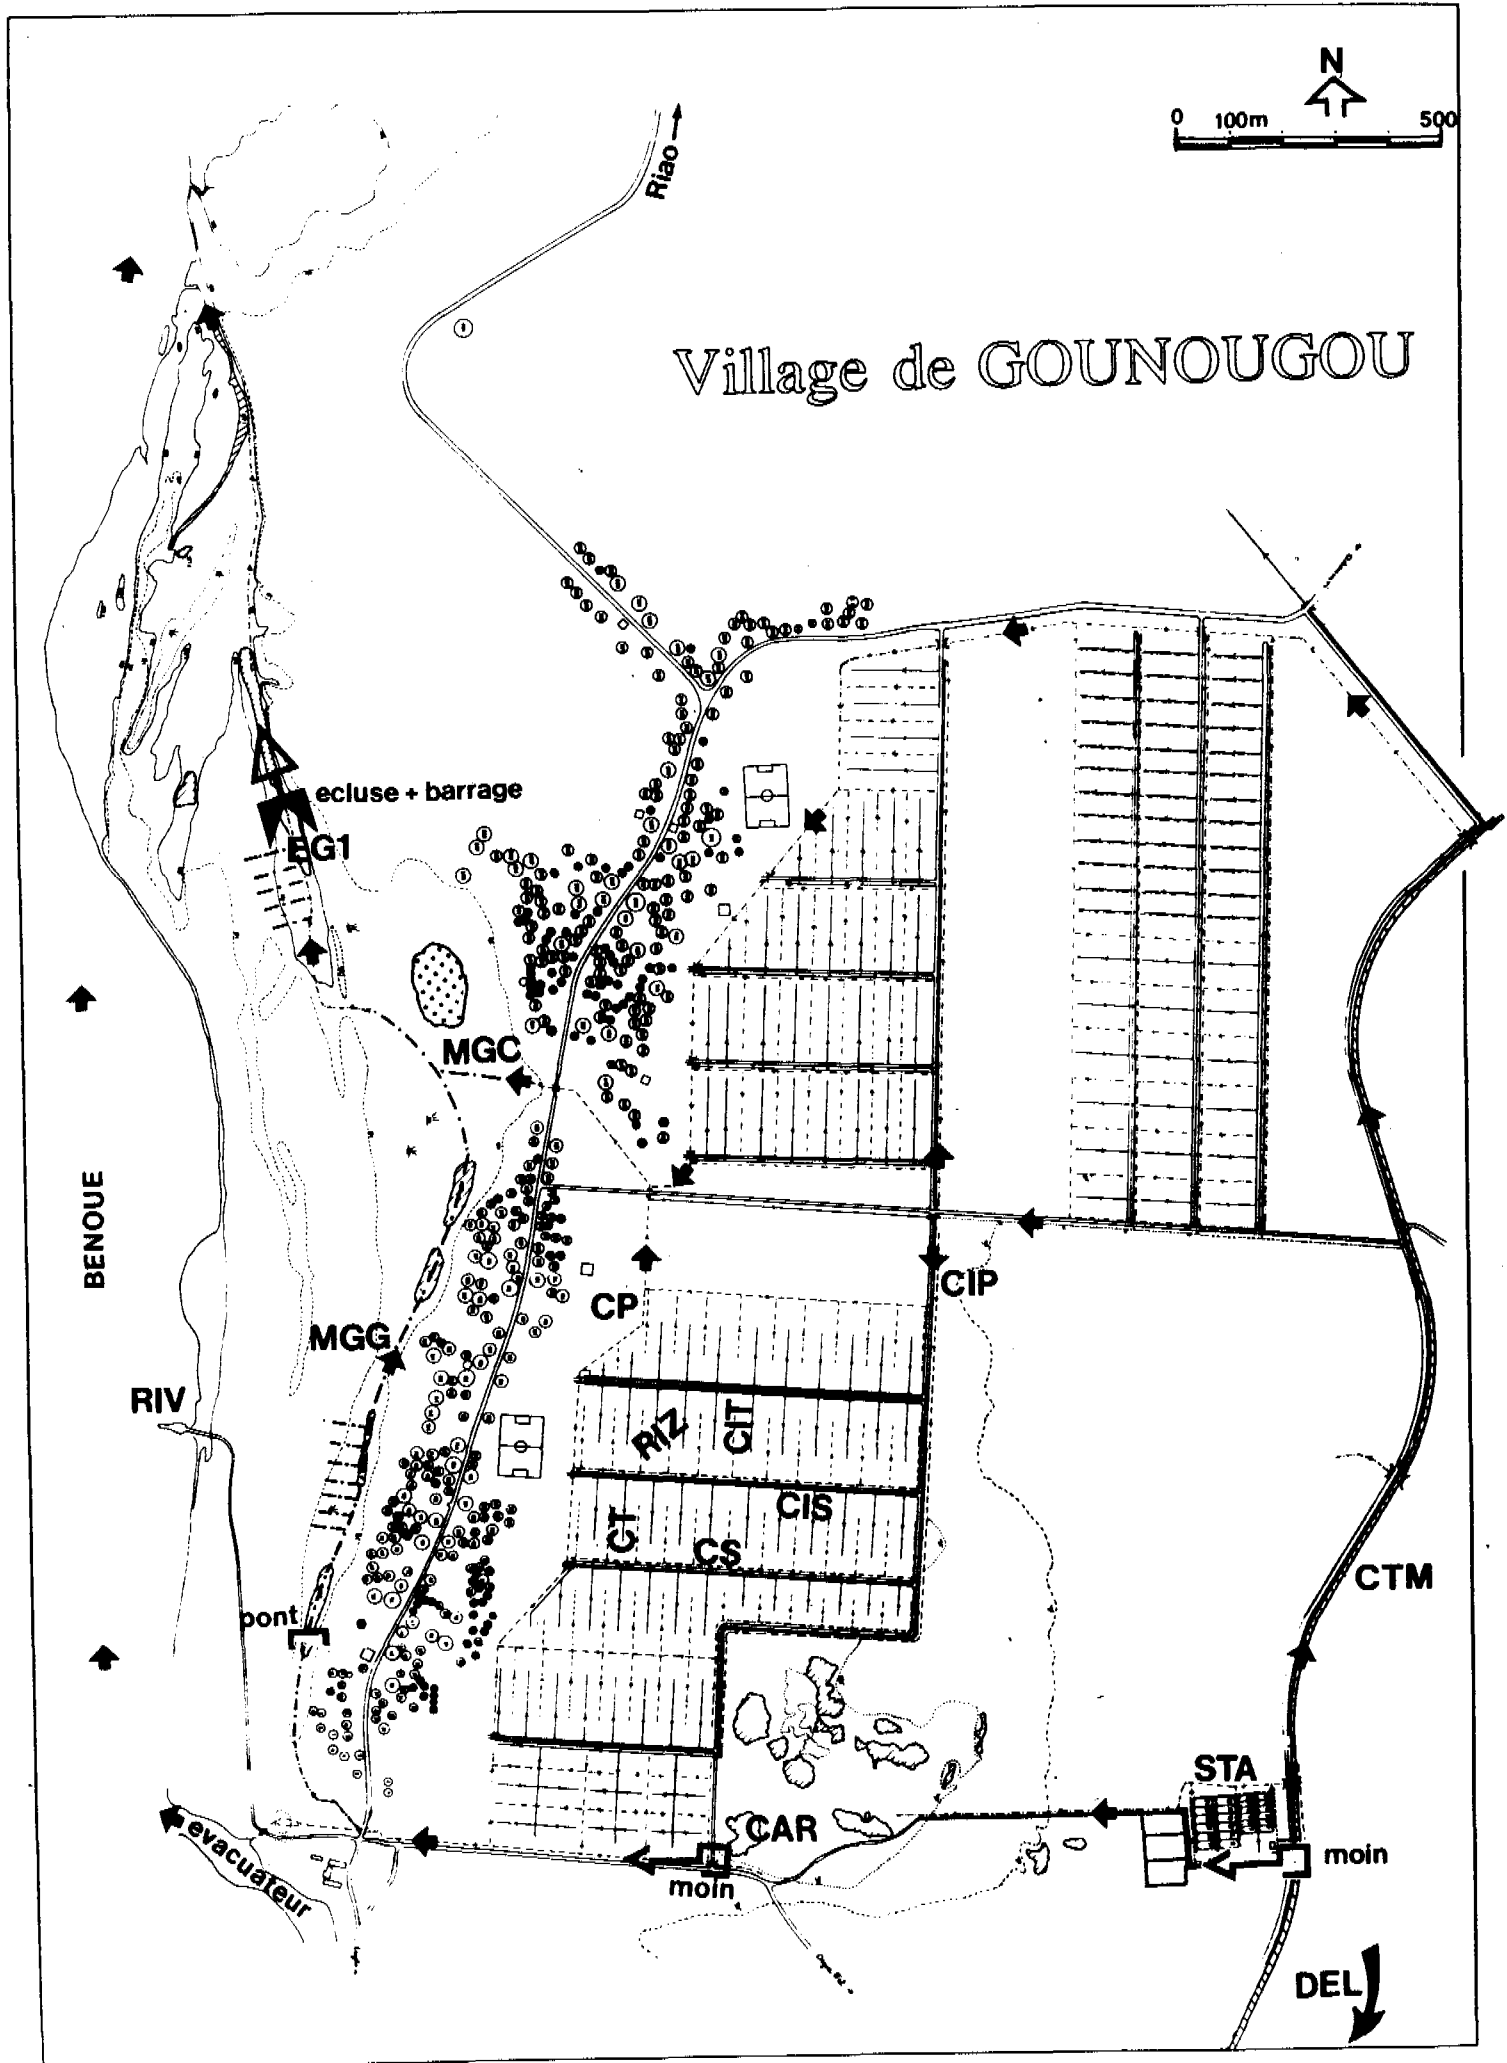 N
0 100m 500
Riao
Village de GOUNOUGOU
ecluse + barrage
EG1
MGC
BENOUE
CIP
CP
MGG
RIV
RIZ
CIT
CIS
CT
CS
CTM
pont
STA
CAR
evacuateur
moin
moin
DEL